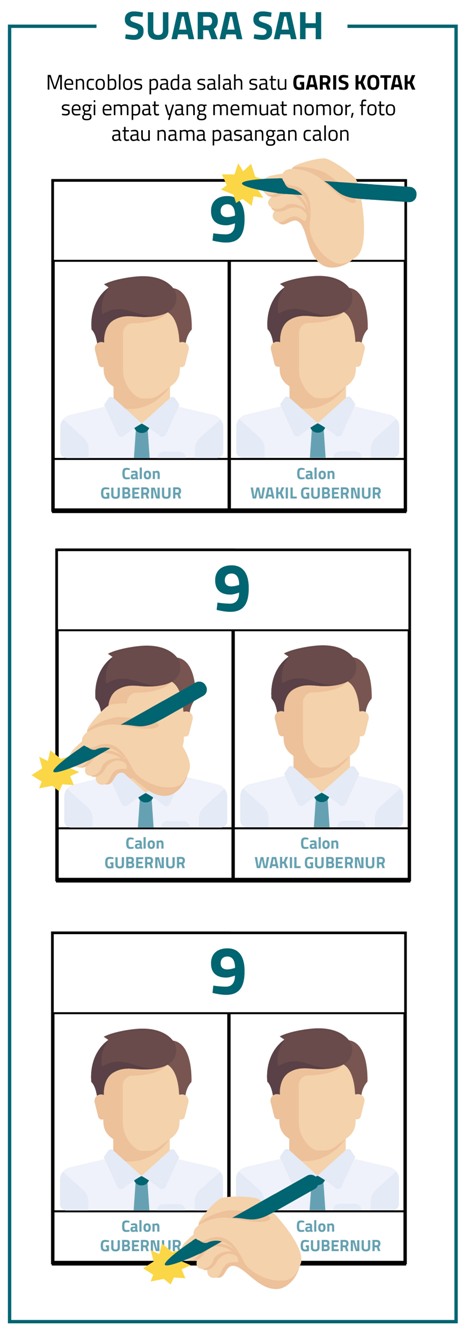 SUARA SAH
Mencoblos pada salah satu GARIS KOTAK
segi empat yang memuat nomor, foto
atau nama pasangan calon
9
Calon
GUBERNUR
Calon
WAKIL GUBERNUR
9
Calon
GUBERNUR
Calon
WAKIL GUBERNUR
9
Calon
GUBERNUR
Calon
GUBERNUR